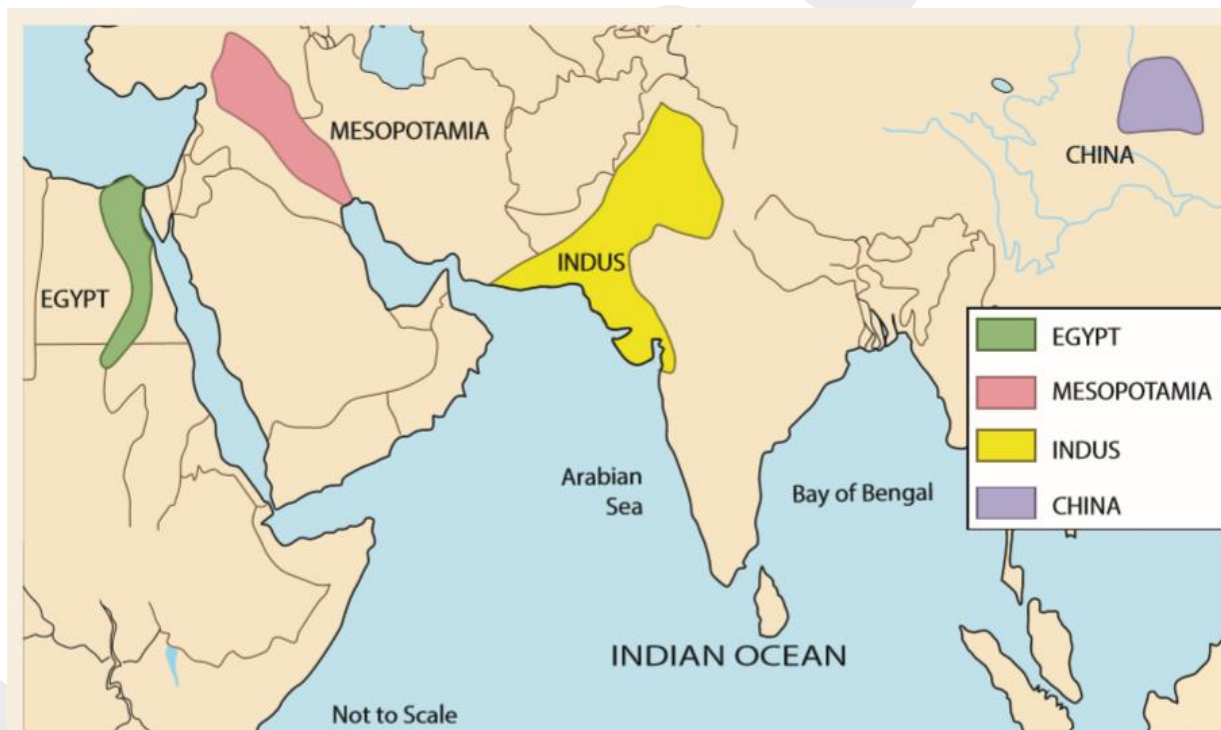 MESOPOTAMIA
CHINA
INDUS
EGYPT
EGYPT
MESOPOTAMIA
INDUS
CHINA
Arabian
Sea
Bay of Bengal
INDIAN OCEAN
Not to Scale